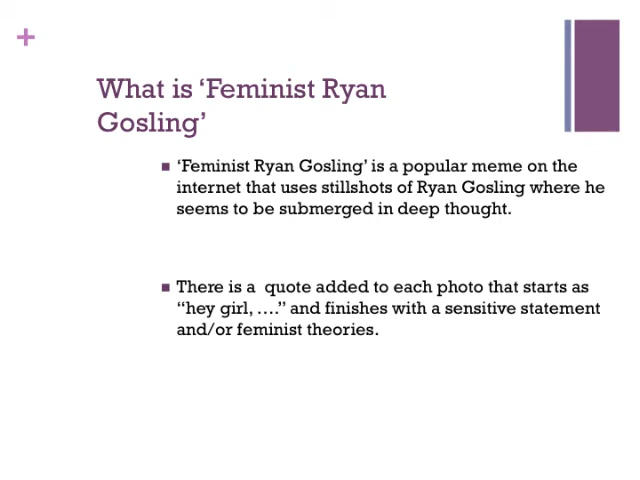 +
What is ‘Feminist Ryan
Gosling’
‘Feminist Ryan Gosling’ is a popular meme on the
internet that uses stillshots of Ryan Gosling where he
seems to be submerged in deep thought.
There is a  quote added to each photo that starts as
“hey girl, ….” and finishes with a sensitive statement
and/or feminist theories.